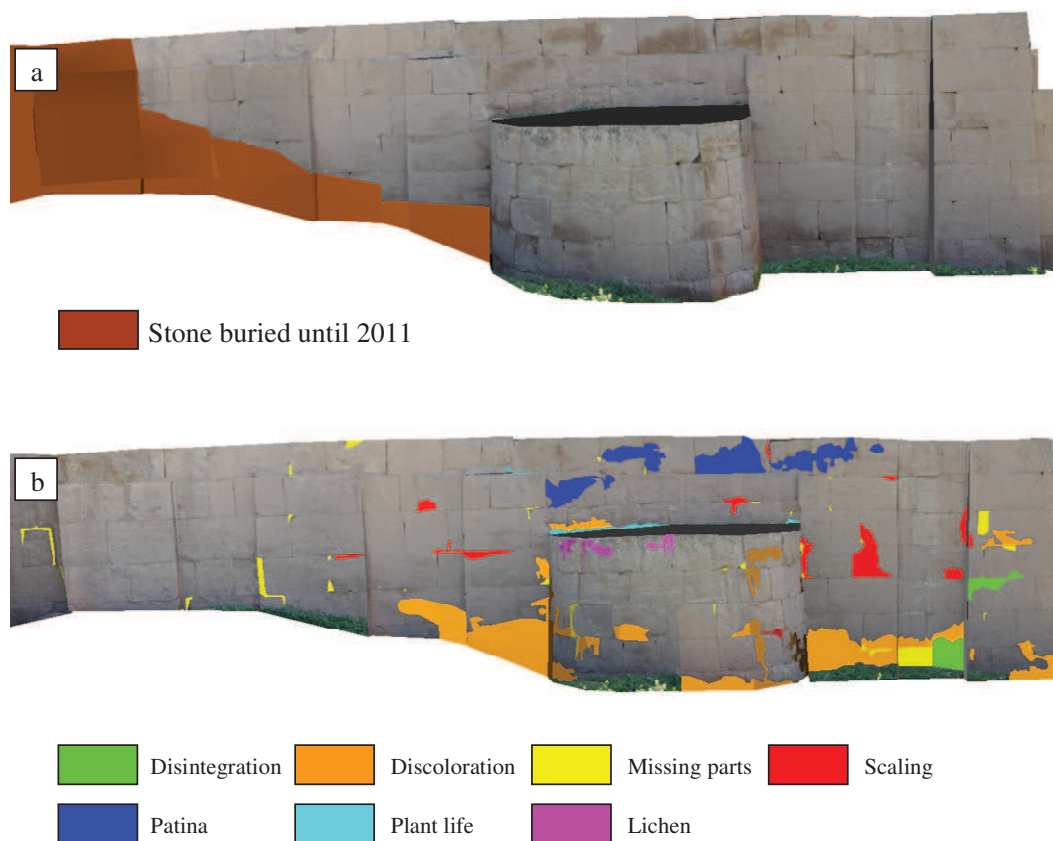 a
Stone buried until 2011
b
Disintegration Discoloration Missing parts Scaling
Patina Plant life Lichen